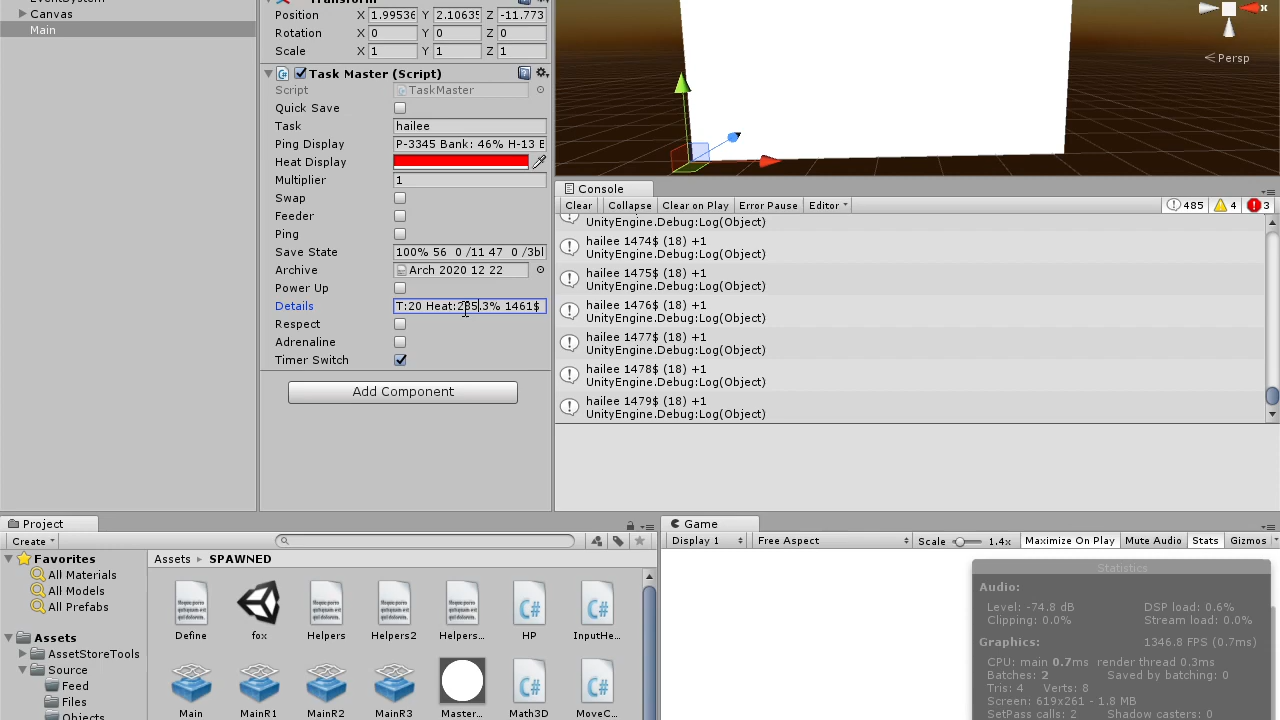 Canvas
Main
Position X 1.99536 Y 2.10635 Z -11.773
Rotation X 0 Y 0 Z 0
Scale X 1 Y 1 Z 1
Task Master (Script)
Script TaskMaster
Quick Save
Task hailee
Ping Display P-3345 Bank: 46% H-13
Heat Display
Multiplier 1
Swap
Feeder
Ping
Save State 100% 56 0 /11 47 0 /3bl
Archive Arch 2020 12 22
Power Up
Details T:20 Heat: 1461$
Respect
Adrenaline
Timer Switch
Add Component
x
Persp
Console
Clear Collapse Clear on Play Error Pause Editor 485 4 3
UnityEngine.Debug:Log(Object)
hailee 1474$ (18) +1
UnityEngine.Debug:Log(Object)
hailee 1475$ (18) +1
UnityEngine.Debug:Log(Object)
hailee 1476$ (18) +1
UnityEngine.Debug:Log(Object)
hailee 1477$ (18) +1
UnityEngine.Debug:Log(Object)
hailee 1478$ (18) +1
UnityEngine.Debug:Log(Object)
hailee 1479$ (18) +1
UnityEngine.Debug:Log(Object)
Project
Create
Favorites
All Materials
All Models
All Prefabs
Assets
AssetStoreTools
Source
Feed
Files
Objects
Assets SPAWNED
Define fox Helpers Helpers2 Helpers... HP InputHe...
Main MainR1 MainR2 MainR3 Master... Math3D MoveC...
Game
Display 1 Free Aspect Scale 1.4x Maximize On Play Mute Audio Stats Gizmos
Statistics
Audio:
Level: -74.8 dB DSP load: 0.6%
Clipping: 0.0% Stream load: 0.0%
Graphics: 1346.8 FPS (0.7ms)
CPU: main 0.7ms render thread 0.3ms
Batches: 2 Saved by batching: 0
Tris: 4 Verts: 8
Screen: 619x261 - 1.8 MB
SetPass calls: 2 Shadow casters: 0